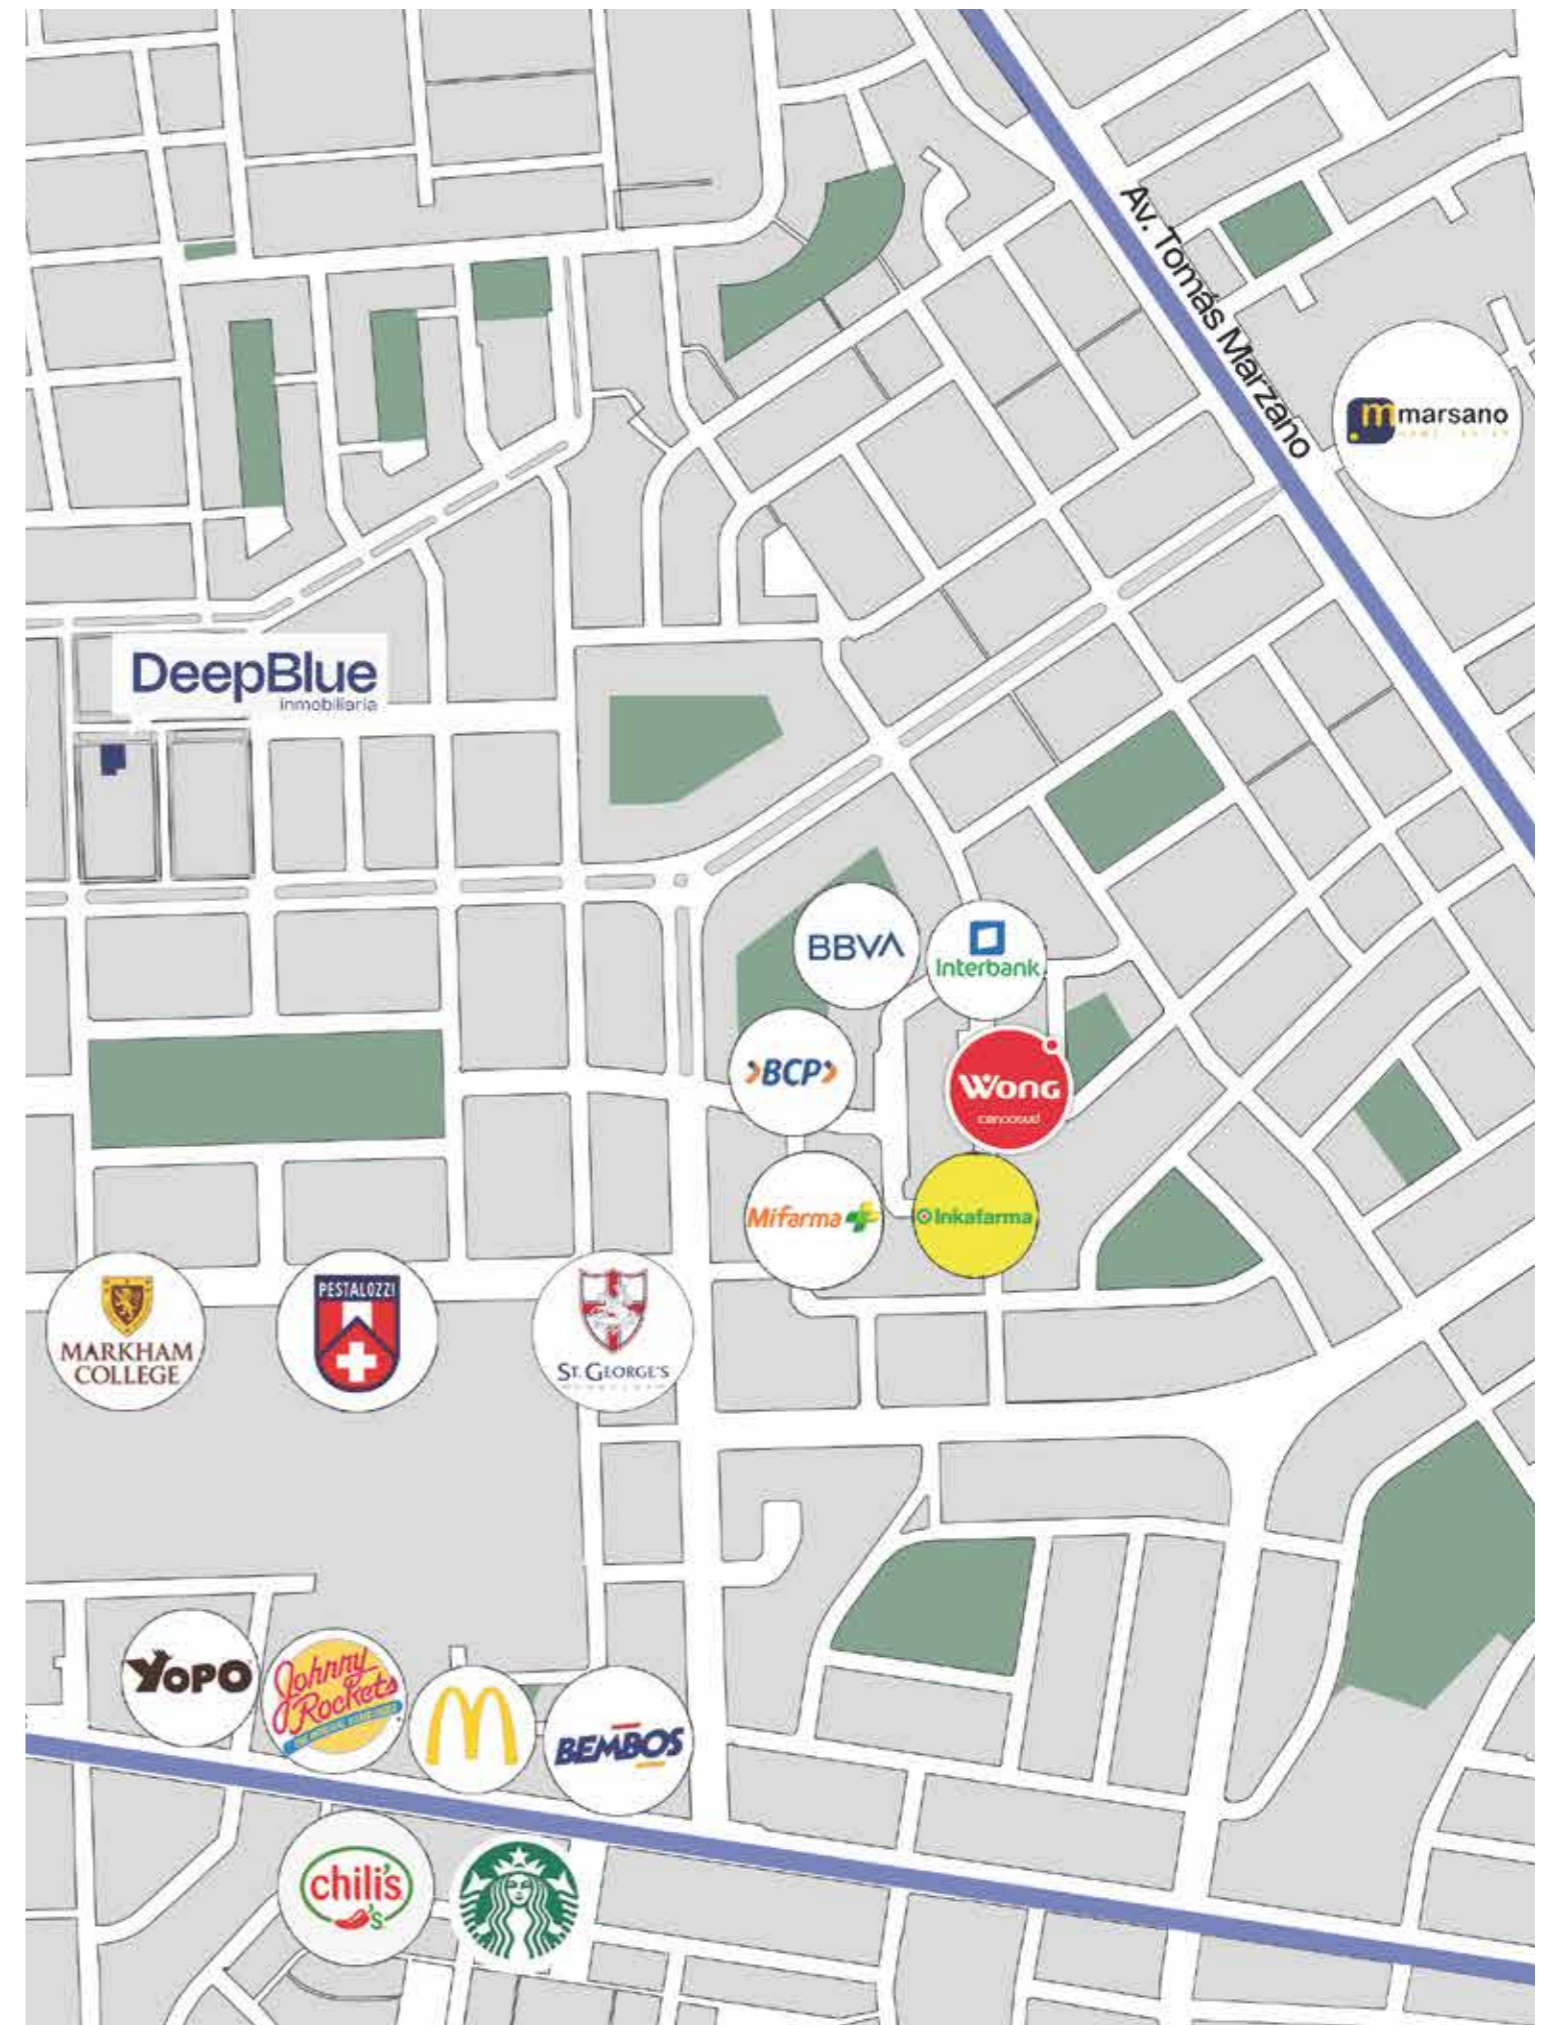 Av. Tomás Marzano
marsano
DeepBlue
inmobiliaria
BBVA
Interbank
BCP
Wong
cencosud
Mifarma
Inkafarma
MARKHAM
COLLEGE
PESTALOZZI
ST. GEORGE'S
YOPO
Johnny
Rockets
BEMBOS
chili's